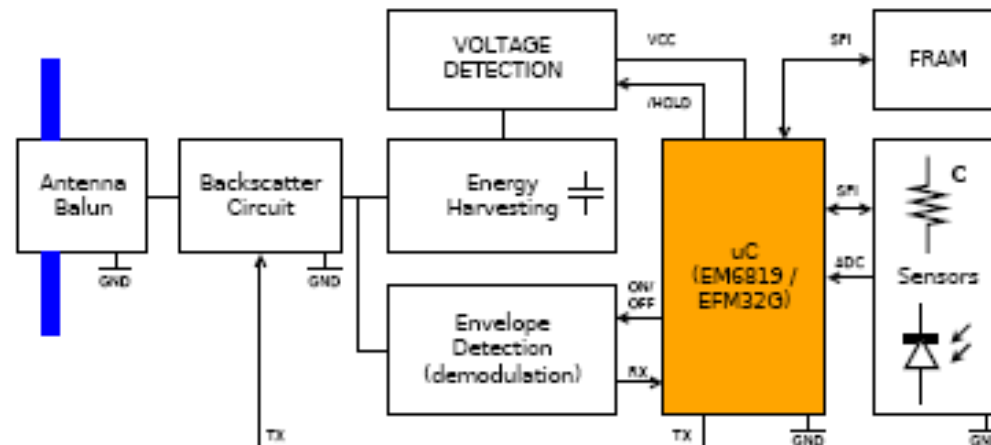 VOLTAGE
DETECTION
VCC
/HOLD
SPI
FRAM
Antenna
Balun
GND
Backscatter
Circuit
GND
Energy
Harvesting
uC
(EM6819 /
EFM32G)
SPI
ADC
C
Sensors
ON/
OFF
Envelope
Detection
(demodulation)
RX
TX
TX
GND
GND